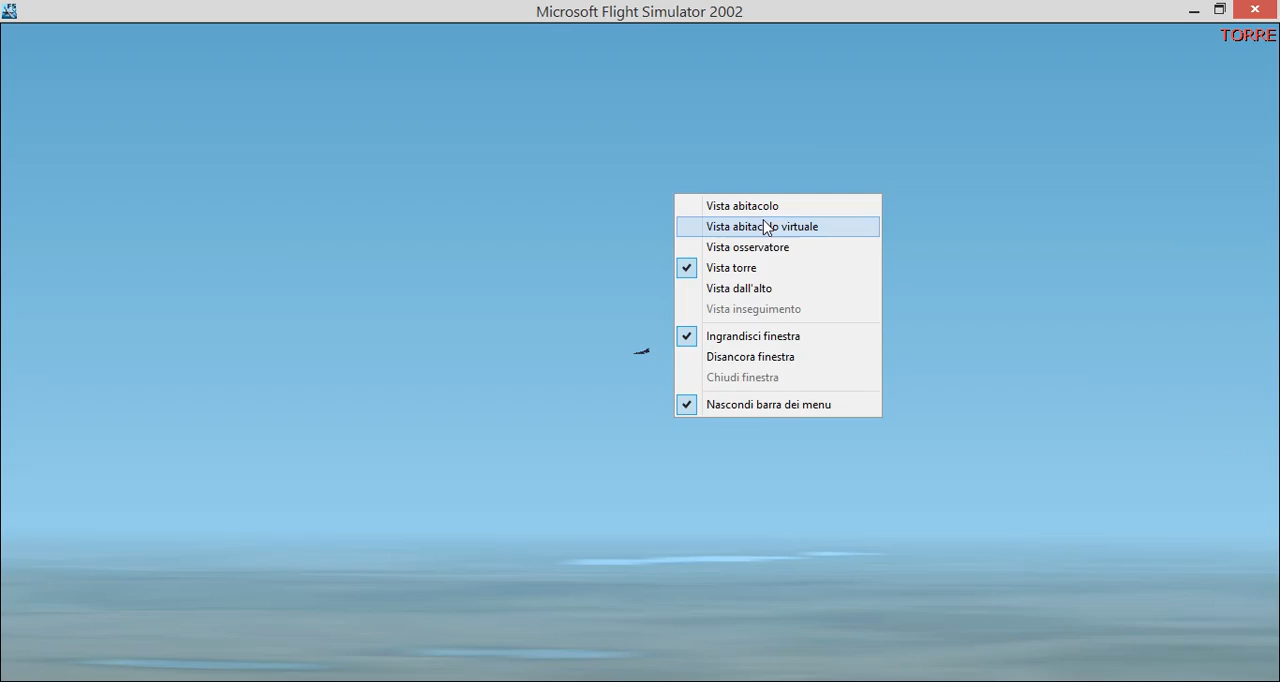 Microsoft Flight Simulator 2002
TORRE
Vista abitacolo
Vista abitacolo virtuale
Vista osservatore
Vista torre
Vista dall'alto
Vista inseguimento
Ingrandisci finestra
Disancora finestra
Chiudi finestra
Nascondi barra dei menu